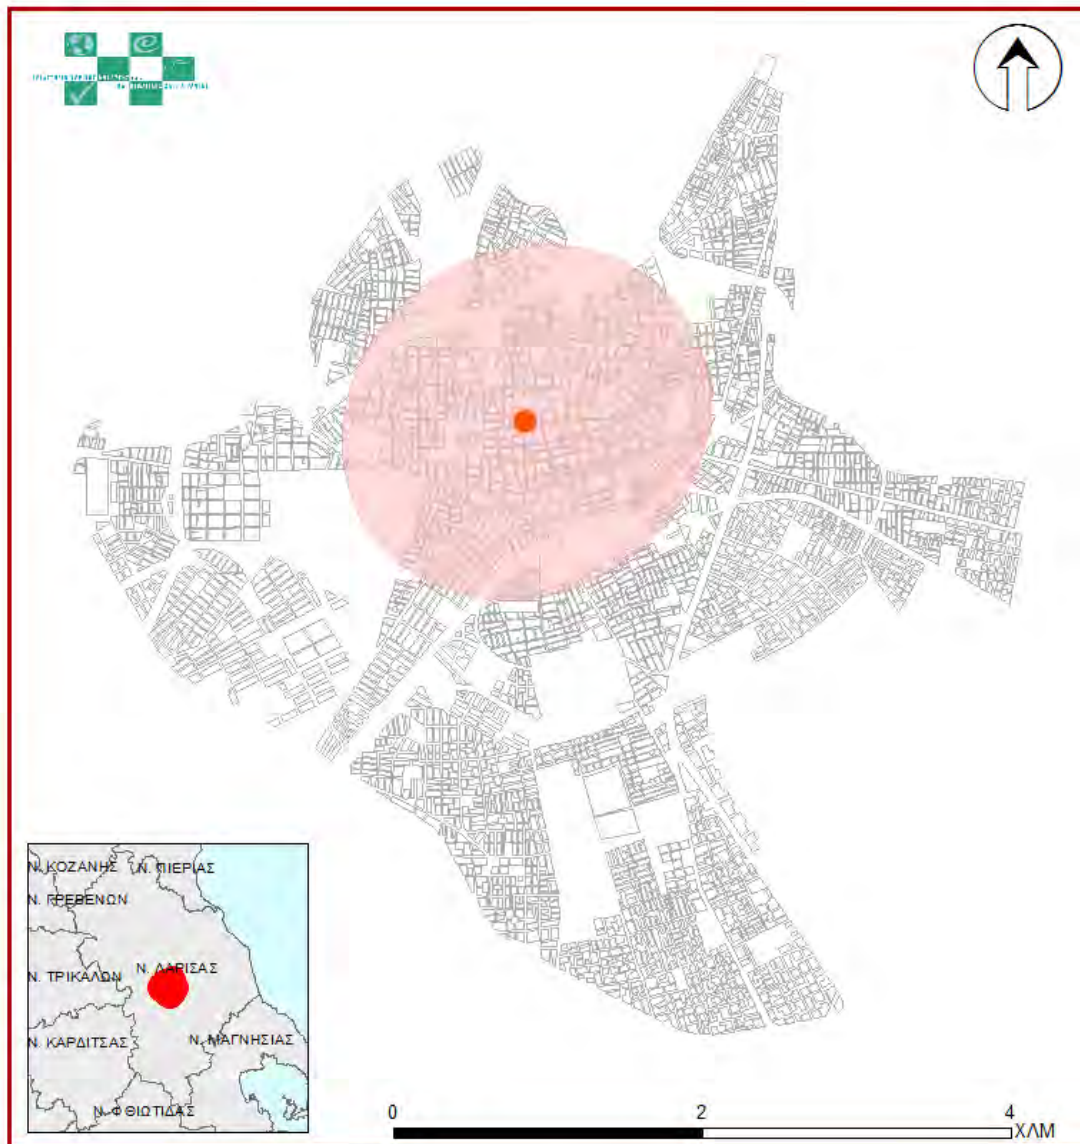 Ν. ΚΟΖΑΝΗΣ
Ν. ΠΙΕΡΙΑΣ
Ν. ΓΡΕΒΕΝΩΝ
Ν. ΤΡΙΚΑΛΩΝ
Ν. ΛΑΡΙΣΑΣ
Ν. ΚΑΡΔΙΤΣΑΣ
Ν. ΜΑΓΝΗΣΙΑΣ
Ν. ΦΘΙΩΤΙΔΑΣ
0 2 4
ΧΛΜ